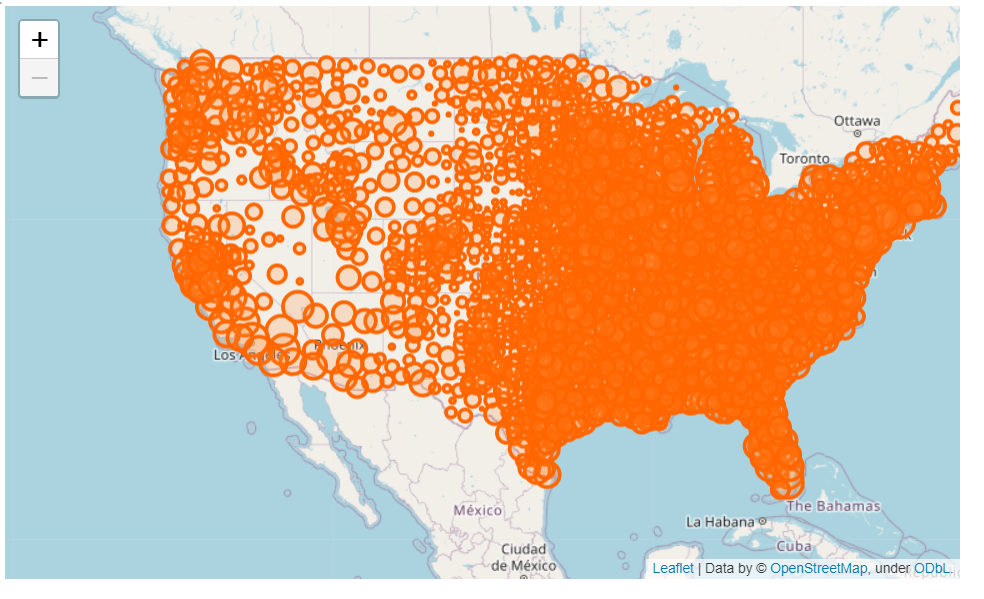 +
−
Ottawa
Toronto
Los Angeles
Phoenix
México
La Habana
The Bahamas
Ciudad
de México
Cuba
Leaflet | Data by © OpenStreetMap, under ODbL.